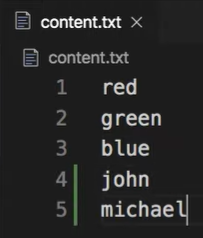 content.txt
content.txt
1 red
2 green
3 blue
4 john
5 michael